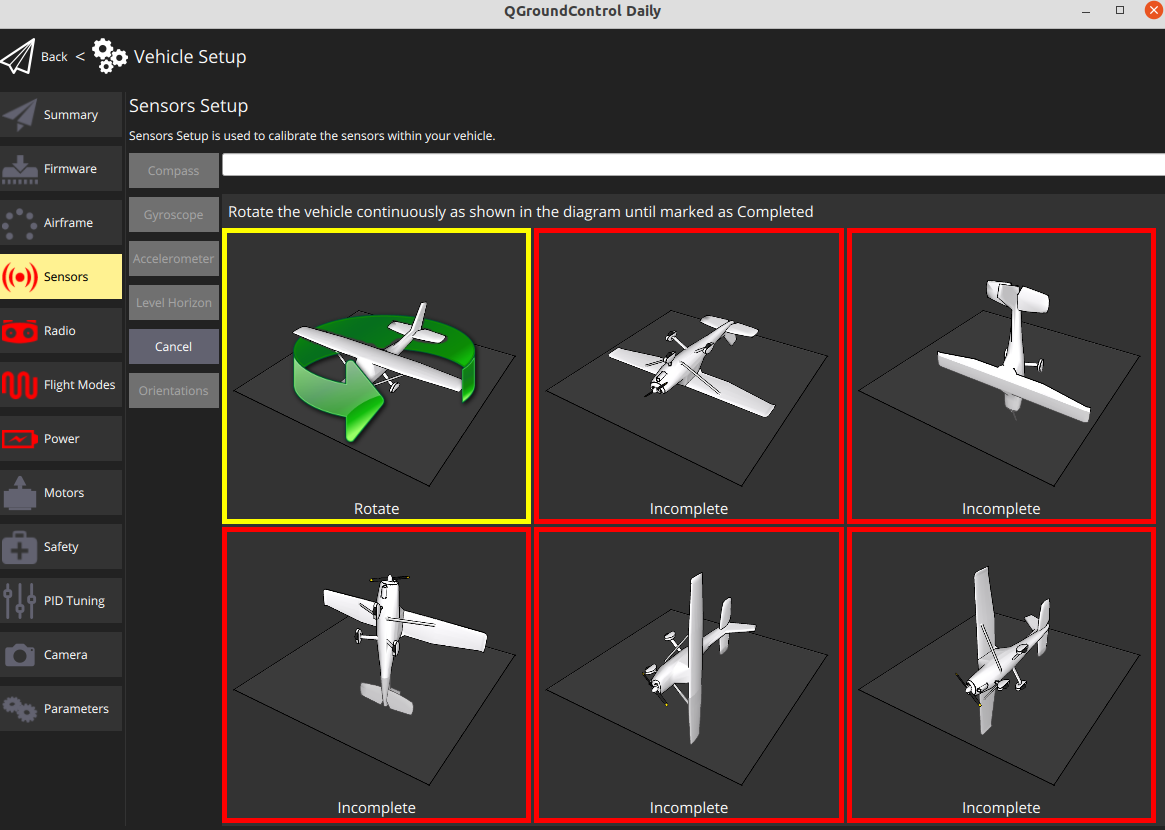 QGroundControl Daily
Back < Vehicle Setup
Summary
Firmware
Airframe
Sensors
Radio
Flight Modes
Power
Motors
Safety
PID Tuning
Camera
Parameters
Sensors Setup
Sensors Setup is used to calibrate the sensors within your vehicle.
Compass
Gyroscope
Accelerometer
Level Horizon
Cancel
Orientations
Rotate the vehicle continuously as shown in the diagram until marked as Completed
Rotate
Incomplete
Incomplete
Incomplete
Incomplete
Incomplete